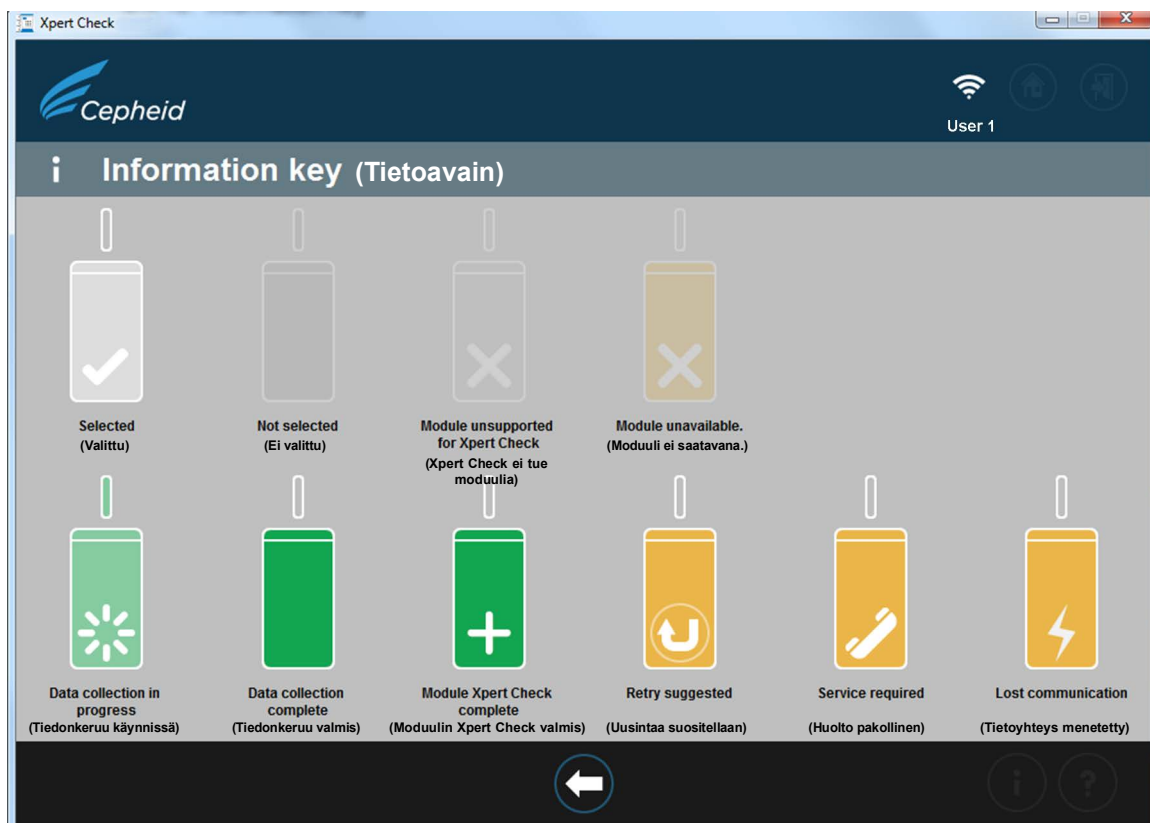 Xpert Check
Cepheid
User 1
i Information key (Tietoavain)
Selected
(Valittu)
Not selected
(Ei valittu)
Module unsupported
for Xpert Check
(Xpert Check ei tue
moduulia)
Module unavailable.
(Moduuli ei saatavana.)
Data collection in
progress
(Tiedonkeruu käynnissä)
Data collection
complete
(Tiedonkeruu valmis)
Module Xpert Check
complete
(Moduulin Xpert Check valmis)
Retry suggested
(Uusintaa suositellaan)
Service required
(Huolto pakollinen)
Lost communication
(Tietoyhteys menetetty)
i ?